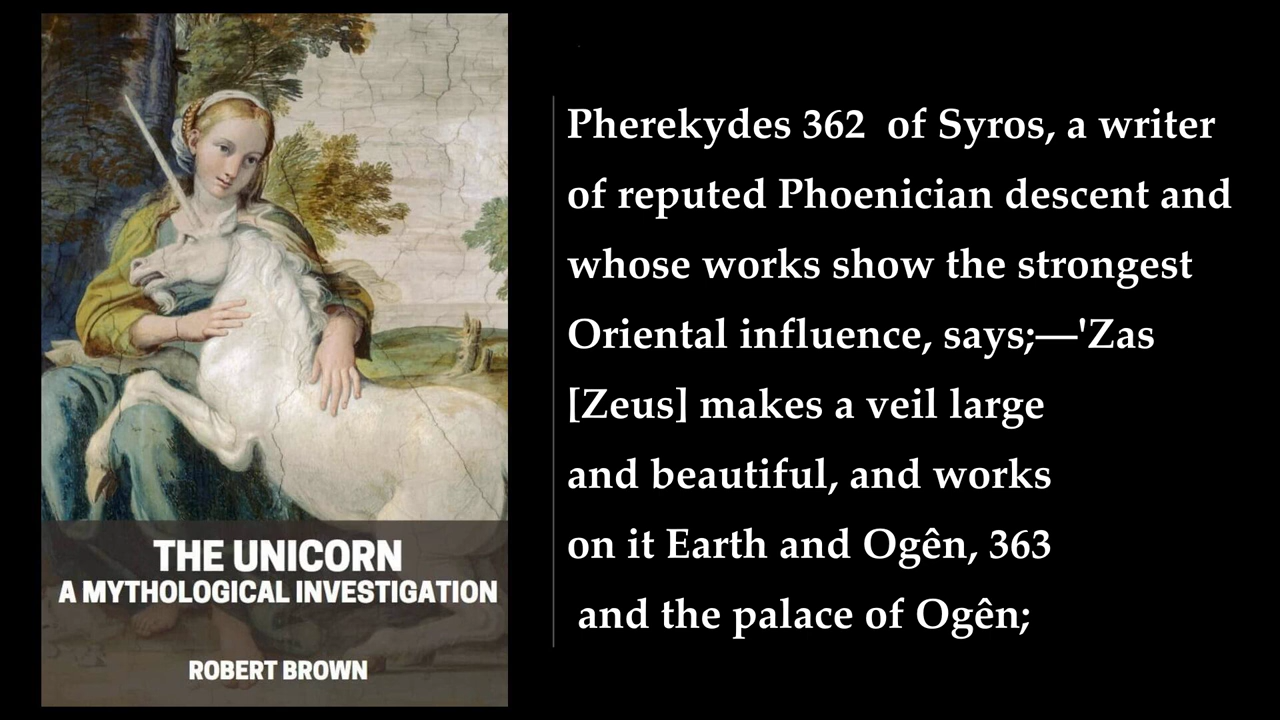 THE UNICORN
A MYTHOLOGICAL INVESTIGATION
ROBERT BROWN
Pherekydes 362  of Syros, a writer
of reputed Phoenician descent and
whose works show the strongest
Oriental influence, says;—'Zas
[Zeus] makes a veil large
and beautiful, and works
on it Earth and Ogên, 363
and the palace of Ogên;